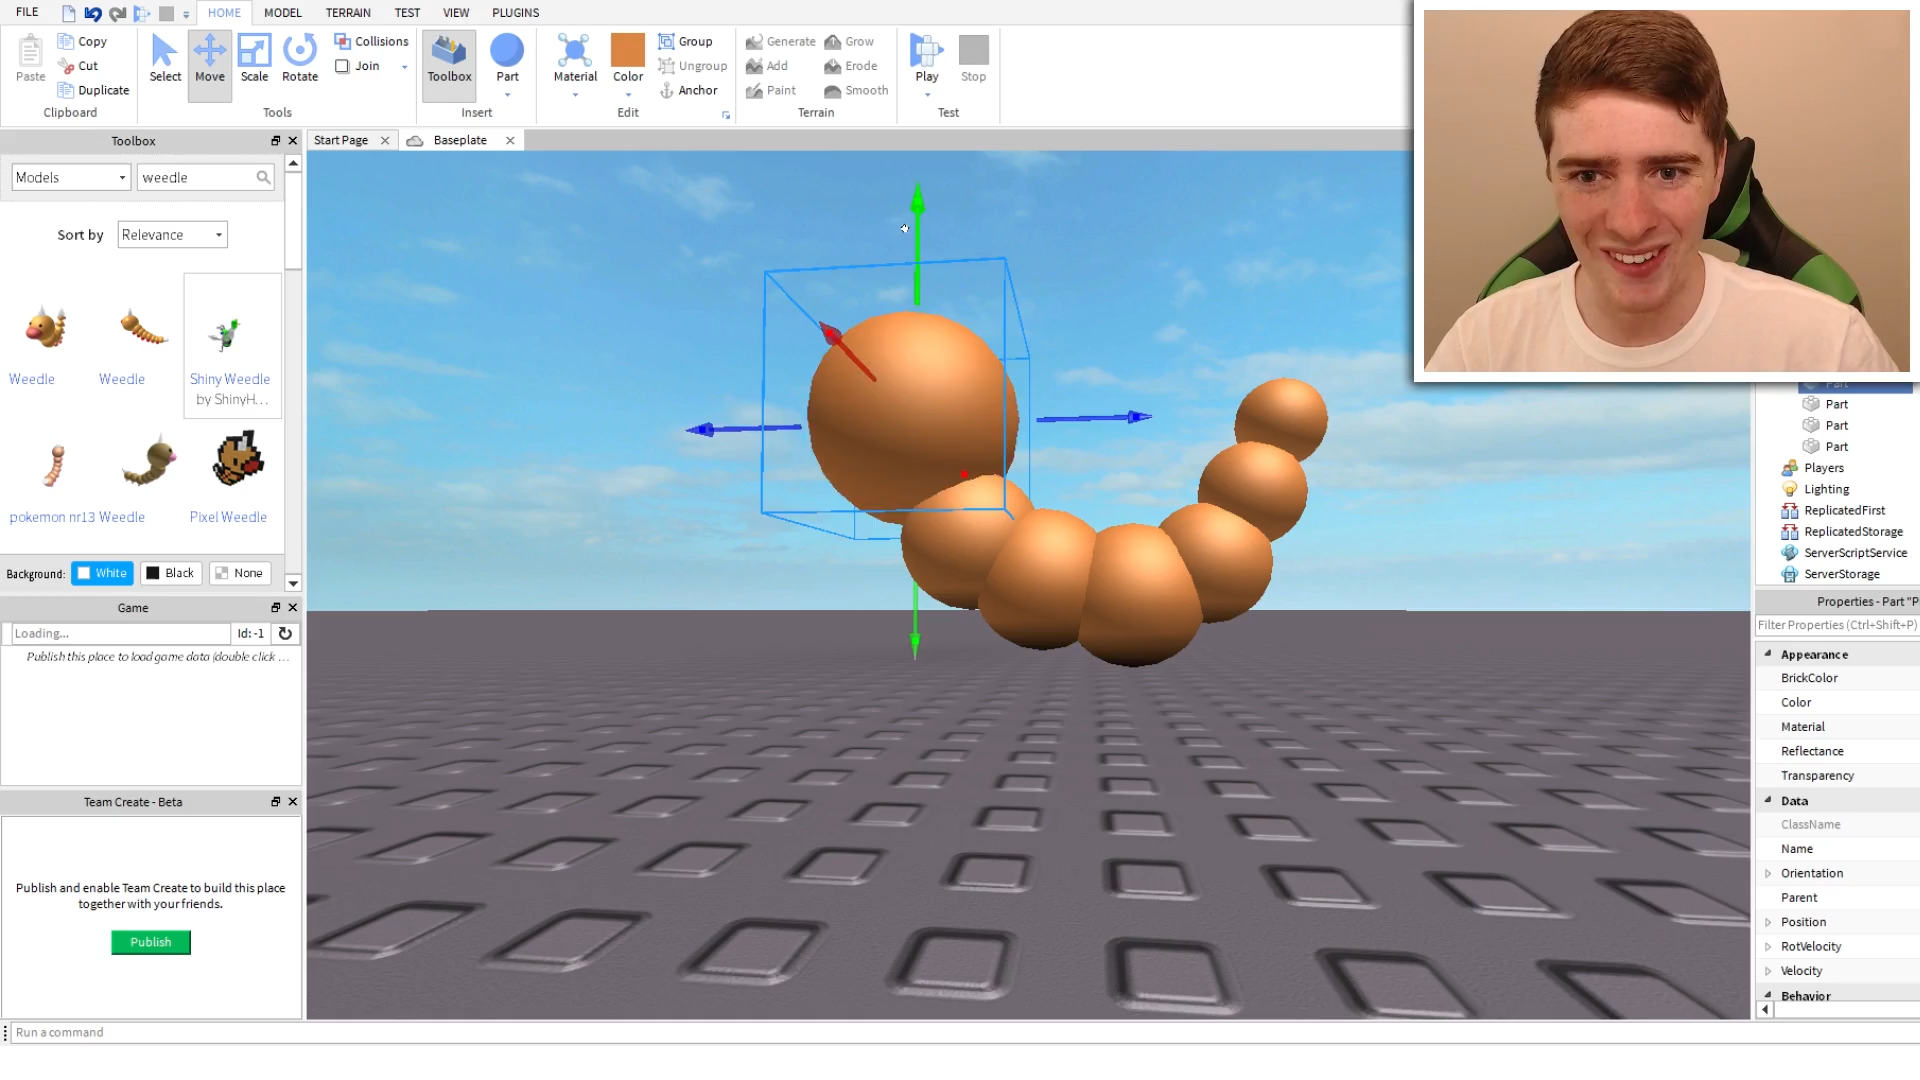 FILE HOME MODEL TERRAIN TEST VIEW PLUGINS
Copy
Cut
Duplicate
Paste
Clipboard
Select Move Scale Rotate
Collisions
Join
Tools
Toolbox Part
Insert
Material Color
Group
Ungroup
Anchor
Edit
Generate Grow
Add Erode
Paint Smooth
Terrain
Play Stop
Test
Toolbox
Start Page Baseplate
Models weedle
Sort by Relevance
Weedle Weedle Shiny Weedle
by ShinyH...
pokemon nr13 Weedle Pixel Weedle
Background: White Black None
Game
Loading... Id: -1
Publish this place to load game data (double click ...
Team Create - Beta
Publish and enable Team Create to build this place
together with your friends.
Publish
Run a command
Part
Part
Part
Part
Players
Lighting
ReplicatedFirst
ReplicatedStorage
ServerScriptService
ServerStorage
Properties - Part "P
Filter Properties (Ctrl+Shift+P)
Appearance
BrickColor
Color
Material
Reflectance
Transparency
Data
ClassName
Name
Orientation
Parent
Position
RotVelocity
Velocity
Behavior